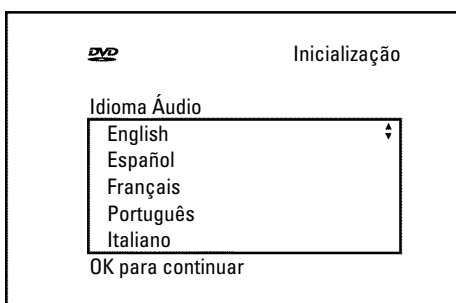 DVD Inicialização
Idioma Áudio
English
Español
Français
Português
Italiano
OK para continuar